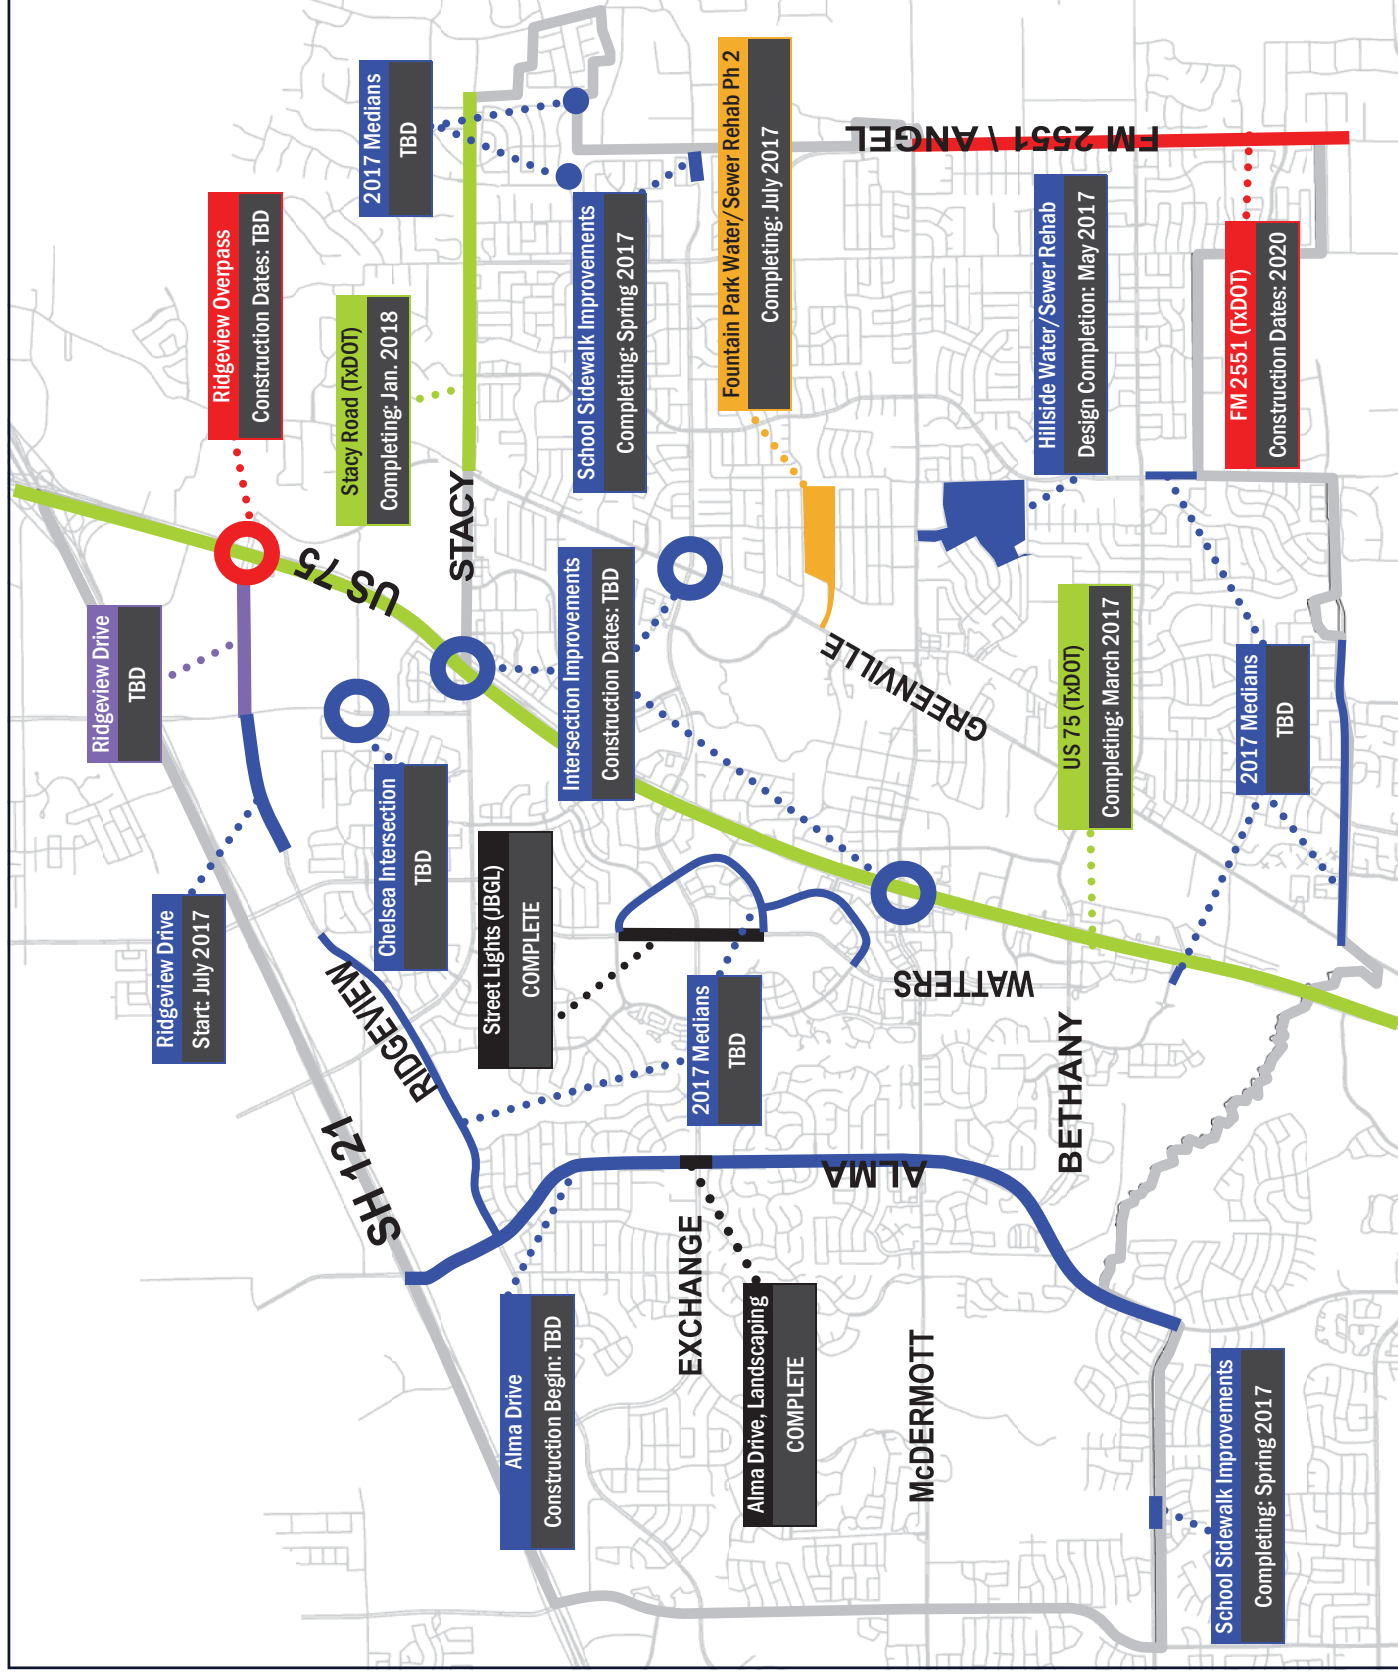 Ridgeview Drive
TBD
Ridgeview Overpass
Construction Dates: TBD
2017 Medians
TBD
Ridgeview Drive
Start: July 2017
Stacy Road (TxDOT)
Completing: Jan. 2018
US 75
STACY
Chelsea Intersection
TBD
SH 121
RIDGEVIEW
Street Lights (JBGL)
COMPLETE
Intersection Improvements
Construction Dates: TBD
School Sidewalk Improvements
Completing: Spring 2017
Fountain Park Water/Sewer Rehab Ph 2
Completing: July 2017
Alma Drive
Construction Begin: TBD
2017 Medians
TBD
EXCHANGE
Alma Drive, Landscaping
COMPLETE
ALMA
GREENVILLE
FM 2551 \ ANGEL
WATTERS
McDERMOTT
BETHANY
Hillside Water/Sewer Rehab
Design Completion: May 2017
US 75 (TxDOT)
Completing: March 2017
FM 2551 (TxDOT)
Construction Dates: 2020
2017 Medians
TBD
School Sidewalk Improvements
Completing: Spring 2017